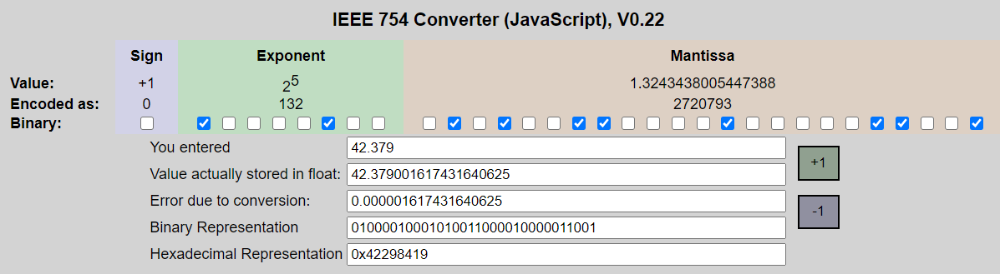 IEEE 754 Converter (JavaScript), V0.22
Sign Exponent Mantissa
Value: +1 2^5 1.3243438005447388
Encoded as: 0 132 2720793
Binary:
You entered 42.379
+1
Value actually stored in float: 42.379001617431640625
Error due to conversion: 0.000001617431640625
-1
Binary Representation 01000010001010011000010000011001
Hexadecimal Representation 0x42298419